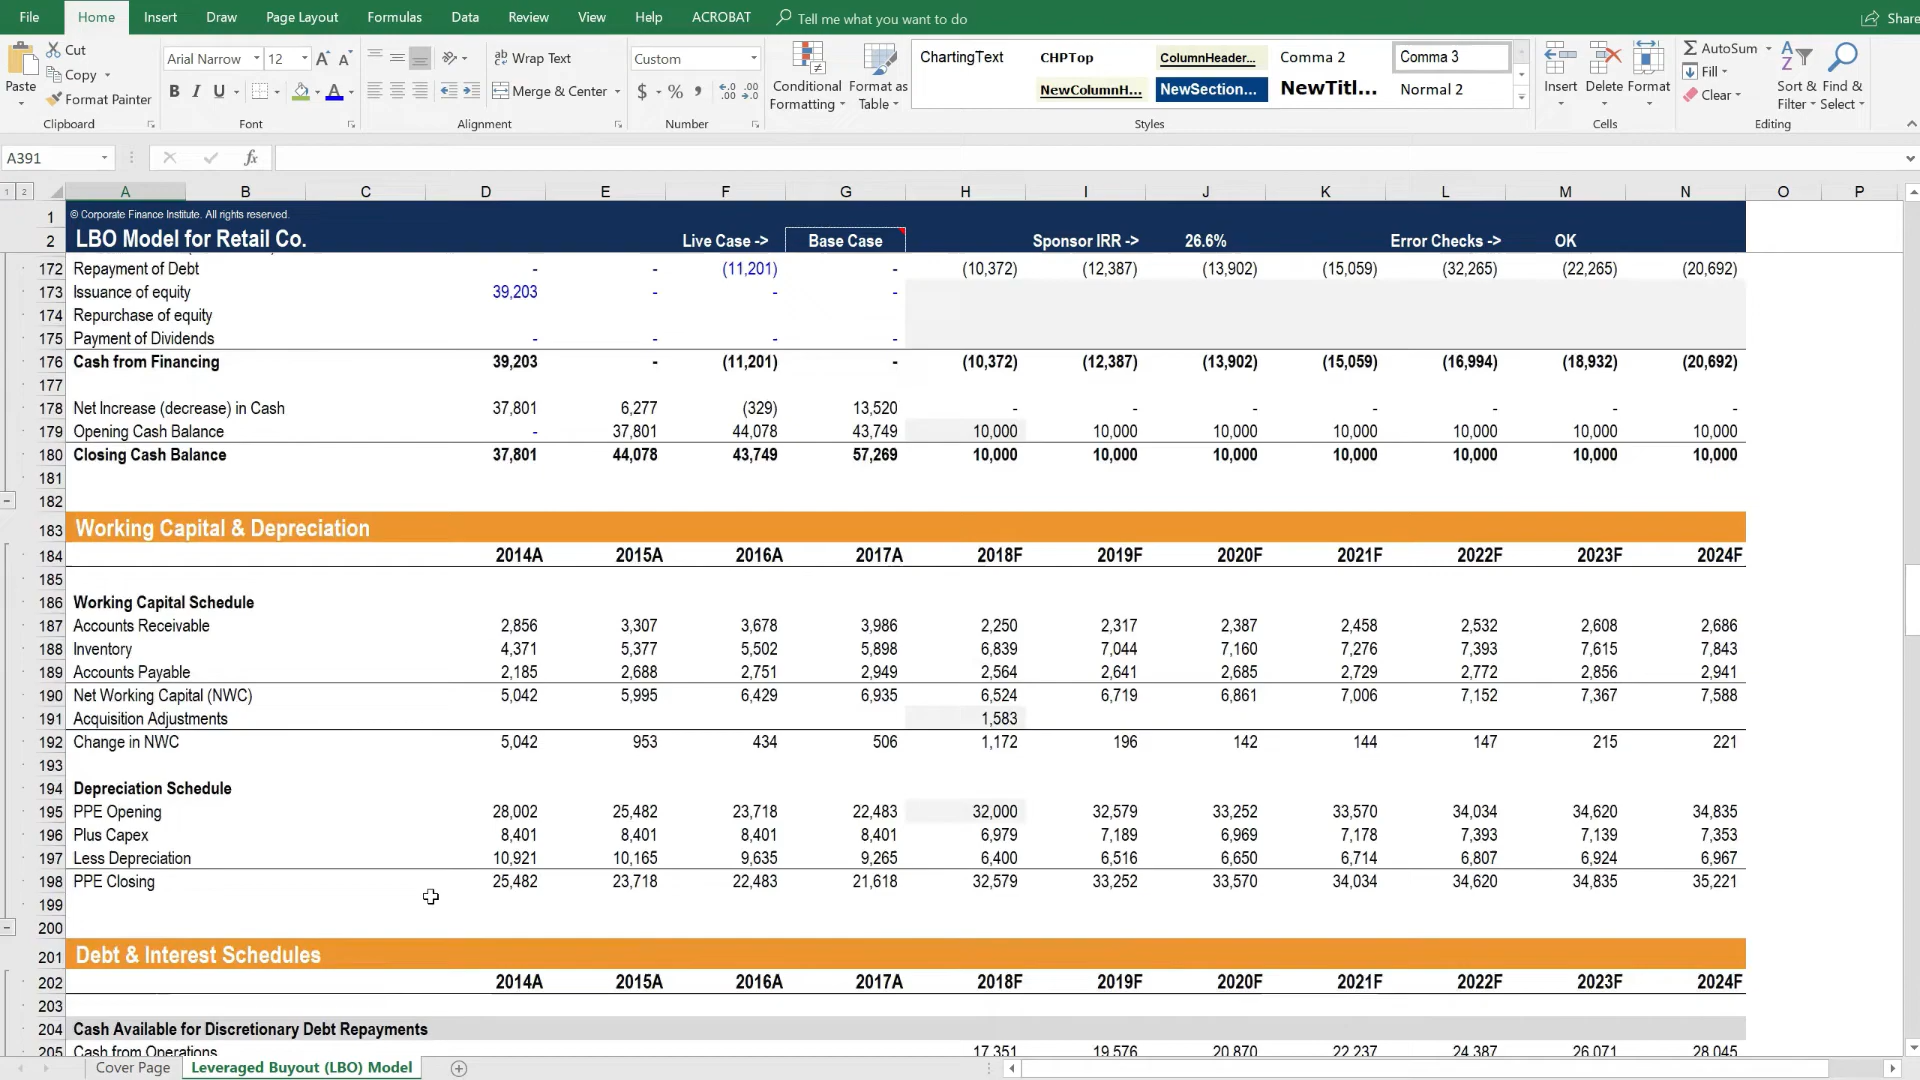 File Home Insert Draw Page Layout Formulas Data Review View Help ACROBAT Tell me what you want to do Share
Cut
Copy
Format Painter
Paste
Clipboard
Arial Narrow 12 A A
B I U A
Font
ab Wrap Text
Merge & Center
Alignment
Custom
$ % ,
Number
Conditional Formatting
Format as Table
ChartingText CHPTop ColumnHeader... Comma 2 Comma 3
NewColumnH... NewSection... NewTitl... Normal 2
Styles
Insert Delete Format
Cells
AutoSum
Fill
Clear
Sort & Filter
Find & Select
Editing
A391 fx
1 2 A B C D E F G H I J K L M N O P
1 © Corporate Finance Institute. All rights reserved.
2 LBO Model for Retail Co. Live Case -> Base Case Sponsor IRR -> 26.6% Error Checks -> OK
172 Repayment of Debt - - (11,201) - (10,372) (12,387) (13,902) (15,059) (32,265) (22,265) (20,692)
173 Issuance of equity 39,203 - - -
174 Repurchase of equity
175 Payment of Dividends - - - -
176 Cash from Financing 39,203 - (11,201) - (10,372) (12,387) (13,902) (15,059) (16,994) (18,932) (20,692)
177
178 Net Increase (decrease) in Cash 37,801 6,277 (329) 13,520 - - - - - - -
179 Opening Cash Balance - 37,801 44,078 43,749 10,000 10,000 10,000 10,000 10,000 10,000 10,000
180 Closing Cash Balance 37,801 44,078 43,749 57,269 10,000 10,000 10,000 10,000 10,000 10,000 10,000
181
182
183 Working Capital & Depreciation
184 2014A 2015A 2016A 2017A 2018F 2019F 2020F 2021F 2022F 2023F 2024F
185
186 Working Capital Schedule
187 Accounts Receivable 2,856 3,307 3,678 3,986 2,250 2,317 2,387 2,458 2,532 2,608 2,686
188 Inventory 4,371 5,377 5,502 5,898 6,839 7,044 7,160 7,276 7,393 7,615 7,843
189 Accounts Payable 2,185 2,688 2,751 2,949 2,564 2,641 2,685 2,729 2,772 2,856 2,941
190 Net Working Capital (NWC) 5,042 5,995 6,429 6,935 6,524 6,719 6,861 7,006 7,152 7,367 7,588
191 Acquisition Adjustments 1,583
192 Change in NWC 5,042 953 434 506 1,172 196 142 144 147 215 221
193
194 Depreciation Schedule
195 PPE Opening 28,002 25,482 23,718 22,483 32,000 32,579 33,252 33,570 34,034 34,620 34,835
196 Plus Capex 8,401 8,401 8,401 8,401 6,979 7,189 6,969 7,178 7,393 7,139 7,353
197 Less Depreciation 10,921 10,165 9,635 9,265 6,400 6,516 6,650 6,714 6,807 6,924 6,967
198 PPE Closing 25,482 23,718 22,483 21,618 32,579 33,252 33,570 34,034 34,620 34,835 35,221
199
200
201 Debt & Interest Schedules
202 2014A 2015A 2016A 2017A 2018F 2019F 2020F 2021F 2022F 2023F 2024F
203
204 Cash Available for Discretionary Debt Repayments
205 Cash from Operations 17,351 19,576 20,870 22,237 24,387 26,071 28,045
Cover Page Leveraged Buyout (LBO) Model